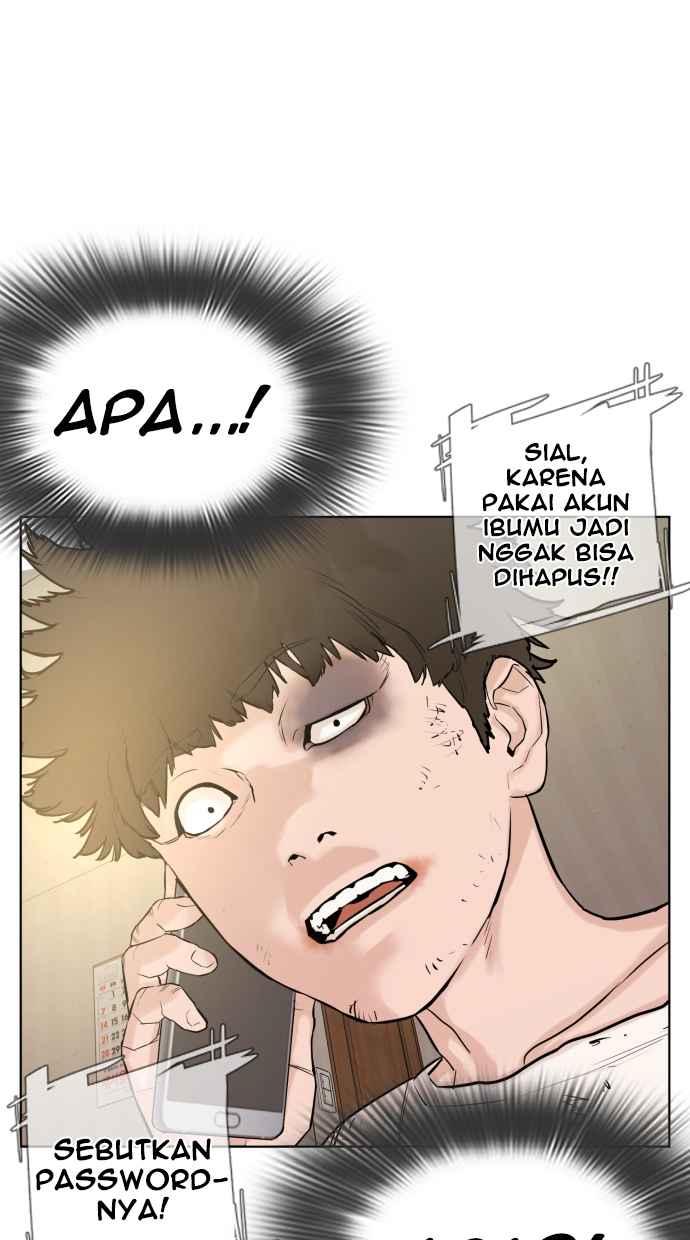 APA...!
SIAL,
KARENA
PAKAI AKUN
IBUMU JADI
NGGAK BISA
DIHAPUS!!
SEBUTKAN
PASSWORD-
NYA!